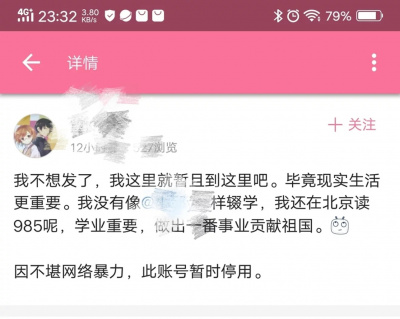 4G 23:32 3.80 KB/s 79%
详情
十 关注
12小 27浏览
我不想发了，我这里就暂且到这里吧。毕竟现实生活
更重要。我没有像@ 样辍学，我还在北京读
985呢，学业重要，做出一番事业贡献祖国。
因不堪网络暴力，此账号暂时停用。